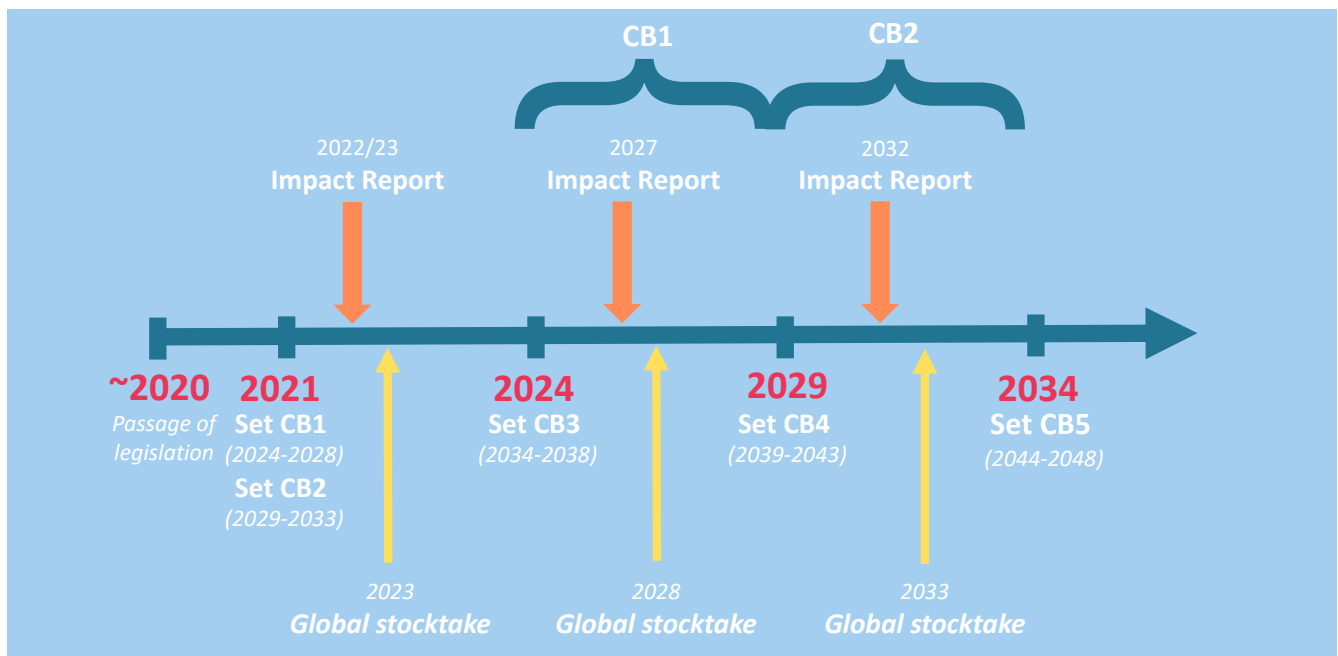 CB1
CB2
2022/23
Impact Report
2027
Impact Report
2032
Impact Report
~2020
Passage of
legislation
2021
Set CB1
(2024-2028)
Set CB2
(2029-2033)
2024
Set CB3
(2034-2038)
2029
Set CB4
(2039-2043)
2034
Set CB5
(2044-2048)
2023
Global stocktake
2028
Global stocktake
2033
Global stocktake